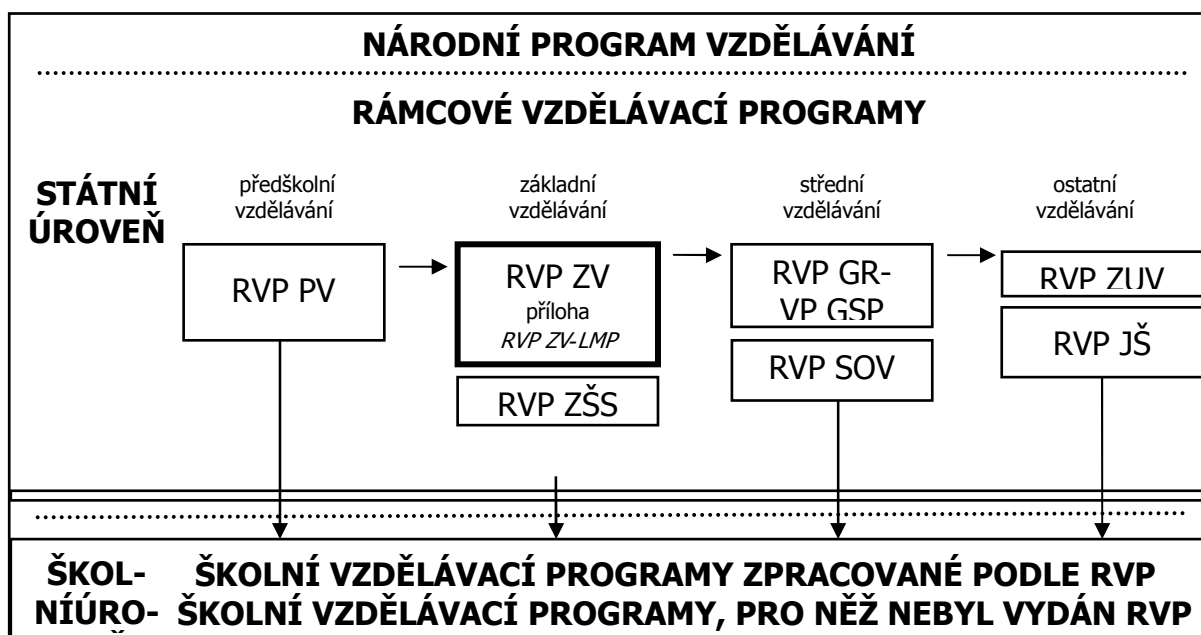 NÁRODNÍ PROGRAM VZDĚLÁVÁNÍ
RÁMCOVÉ VZDĚLÁVACÍ PROGRAMY
STÁTNÍ
ÚROVEŇ
předškolní
vzdělávání
základní
vzdělávání
střední
vzdělávání
ostatní
vzdělávání
RVP PV
RVP ZV
příloha
RVP ZV-LMP
RVP ZŠS
RVP GR-
VP GSP
RVP SOV
RVP ZUV
RVP JŠ
ŠKOL-
NÍÚRO-
ŠKOLNÍ VZDĚLÁVACÍ PROGRAMY ZPRACOVANÉ PODLE RVP
ŠKOLNÍ VZDĚLÁVACÍ PROGRAMY, PRO NĚŽ NEBYL VYDÁN RVP